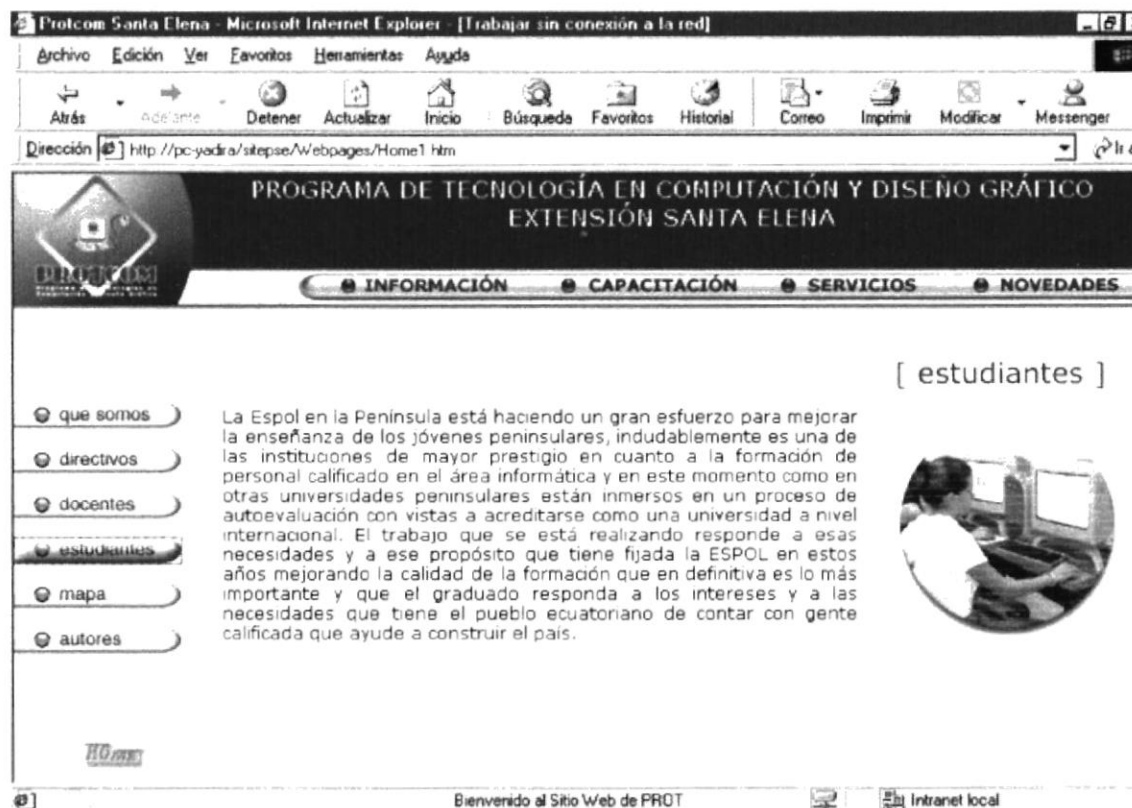 Protcom Santa Elena - Microsoft Internet Explorer - [Trabajar sin conexión a la red]
Archivo Edición Ver Favoritos Herramientas Ayuda
Atrás Adelante Detener Actualizar Inicio Búsqueda Favoritos Historial Correo Imprimir Modificar Messenger
Dirección http://pc-yadira/sitepse/Webpages/Home1.htm Ir a
PROGRAMA DE TECNOLOGÍA EN COMPUTACIÓN Y DISEÑO GRÁFICO
EXTENSIÓN SANTA ELENA
PROTCOM
INFORMACIÓN CAPACITACIÓN SERVICIOS NOVEDADES
[ estudiantes ]
que somos
directivos
docentes
estudiantes
mapa
autores
La Espol en la Península está haciendo un gran esfuerzo para mejorar
la enseñanza de los jóvenes peninsulares, indudablemente es una de
las instituciones de mayor prestigio en cuanto a la formación de
personal calificado en el área informática y en este momento como en
otras universidades peninsulares están inmersos en un proceso de
autoevaluación con vistas a acreditarse como una universidad a nivel
internacional. El trabajo que se está realizando responde a esas
necesidades y a ese propósito que tiene fijada la ESPOL en estos
años mejorando la calidad de la formación que en definitiva es lo más
importante y que el graduado responda a los intereses y a las
necesidades que tiene el pueblo ecuatoriano de contar con gente
calificada que ayude a construir el país.
Bienvenido al Sitio Web de PROT Intranet local